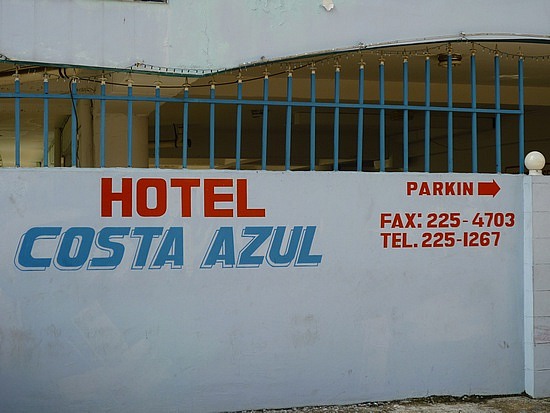 HOTEL
COSTA AZUL
PARKIN
FAX: 225-4703
TEL. 225-1267